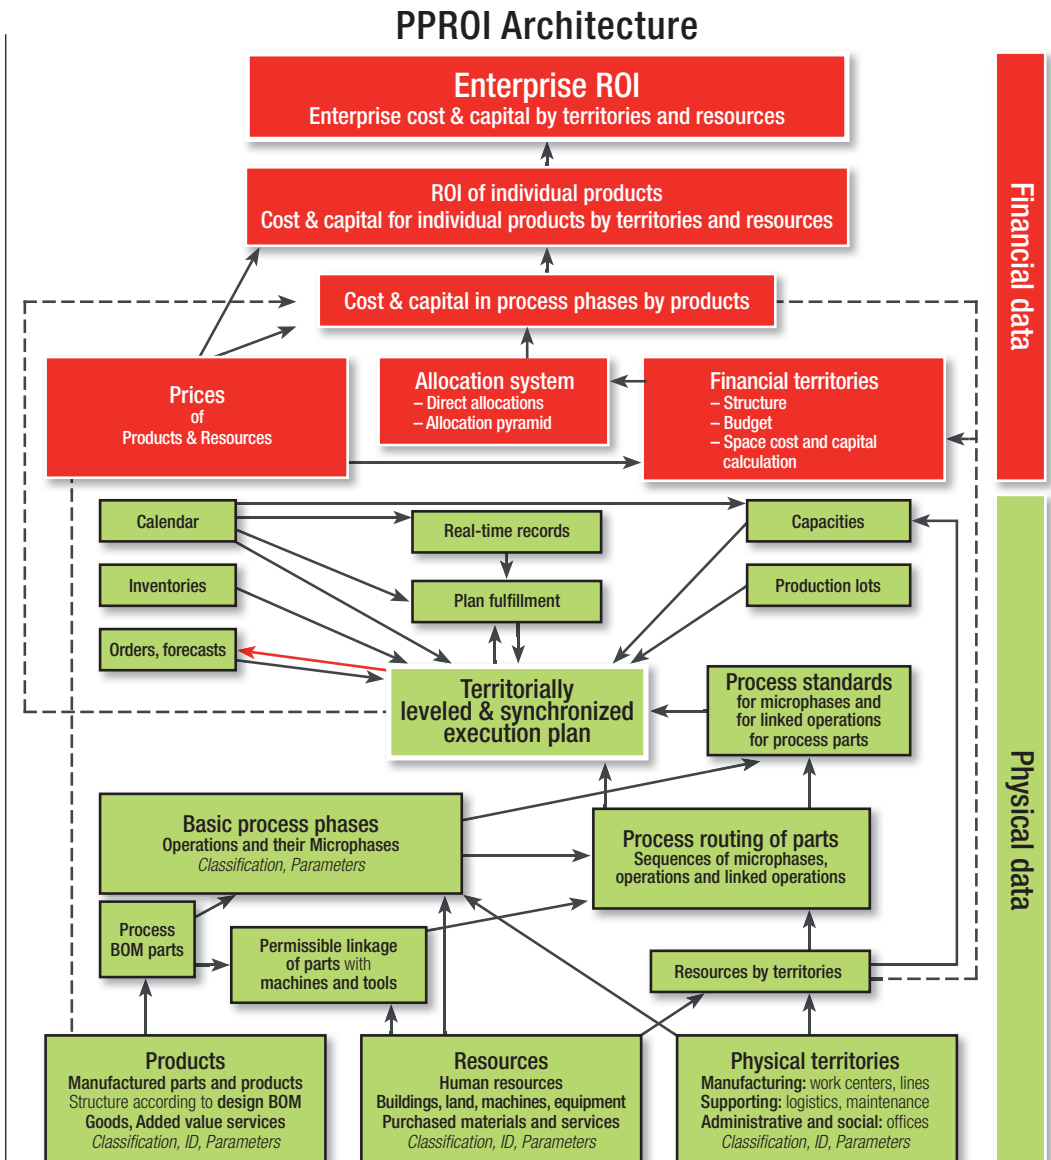 PPROI Architecture
Enterprise ROI
Enterprise cost & capital by territories and resources
ROI of individual products
Cost & capital for individual products by territories and resources
Cost & capital in process phases by products
Prices
of
Products & Resources
Allocation system
– Direct allocations
– Allocation pyramid
Financial territories
– Structure
– Budget
– Space cost and capital
calculation
Financial data
Calendar
Real-time records
Capacities
Inventories
Plan fulfillment
Production lots
Orders, forecasts
Territorially
leveled & synchronized
execution plan
Process standards
for microphases and
for linked operations
for process parts
Basic process phases
Operations and their Microphases
Classification, Parameters
Process routing of parts
Sequences of microphases,
operations and linked operations
Process
BOM parts
Permissible linkage
of parts with
machines and tools
Resources by territories
Products
Manufactured parts and products
Structure according to design BOM
Goods, Added value services
Classification, ID, Parameters
Resources
Human resources
Buildings, land, machines, equipment
Purchased materials and services
Classification, ID, Parameters
Physical territories
Manufacturing: work centers, lines
Supporting: logistics, maintenance
Administrative and social: offices
Classification, ID, Parameters
Physical data